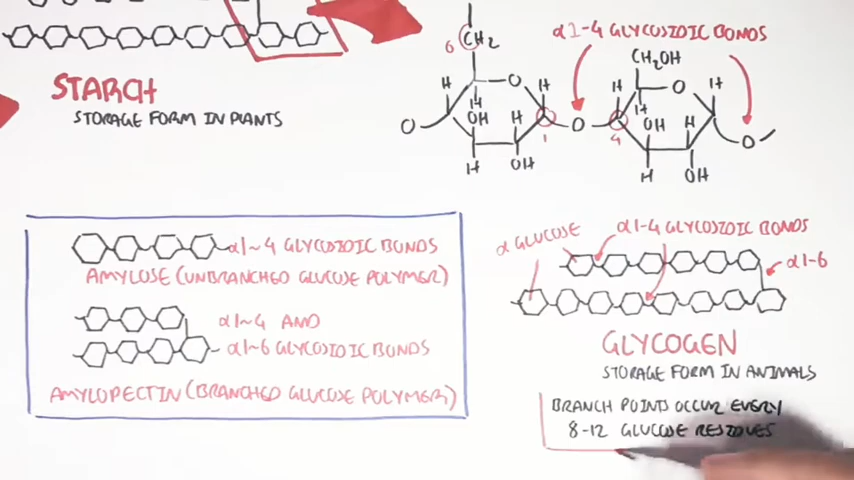 6 CH2
α1-4 GLYCOSIDIC BONDS
CH2OH
H
O
H
H
O
H
STARCH
STORAGE FORM IN PLANTS
H
OH
H
O
1
O
4
H
OH
H
O
H
OH
H
OH
α1~4 GLYCOSIDIC BONDS
AMYLOSE (UNBRANCHED GLUCOSE POLYMER)
α1~4 AND
α1~6 GLYCOSIDIC BONDS
AMYLOPECTIN (BRANCHED GLUCOSE POLYMER)
α GLUCOSE
α1-4 GLYCOSIDIC BONDS
α1-6
GLYCOGEN
STORAGE FORM IN ANIMALS
BRANCH POINTS OCCUR EVERY
8-12 GLUCOSE RESIDUES